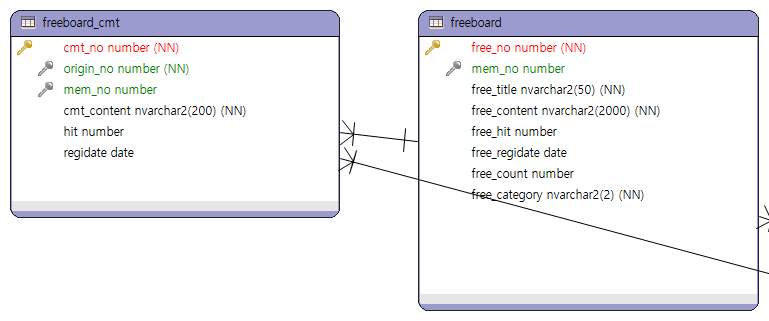 freeboard_cmt
cmt_no number (NN)
origin_no number (NN)
mem_no number
cmt_content nvarchar2(200) (NN)
hit number
regidate date
freeboard
free_no number (NN)
mem_no number
free_title nvarchar2(50) (NN)
free_content nvarchar2(2000) (NN)
free_hit number
free_regidate date
free_count number
free_category nvarchar2(2) (NN)